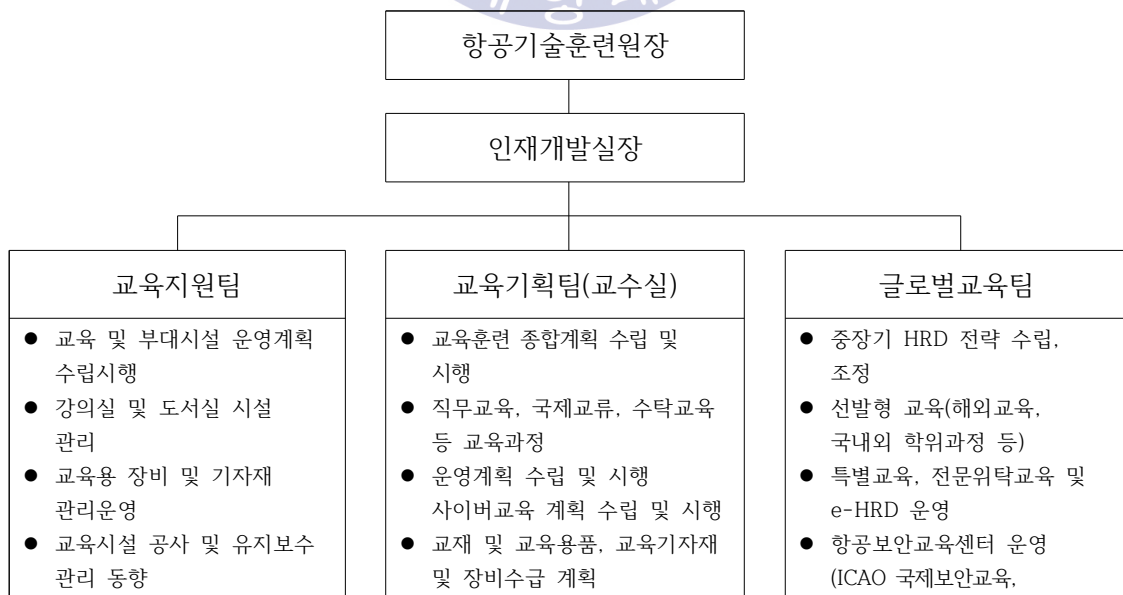 항공기술훈련원장
인재개발실장
교육지원팀
● 교육 및 부대시설 운영계획
수립시행
● 강의실 및 도서실 시설
관리
● 교육용 장비 및 기자재
관리운영
● 교육시설 공사 및 유지보수
관리 동향
교육기획팀(교수실)
● 교육훈련 종합계획 수립 및
시행
● 직무교육, 국제교류, 수탁교육
등 교육과정
● 운영계획 수립 및 시행
사이버교육 계획 수립 및 시행
● 교재 및 교육용품, 교육기자재
및 장비수급 계획
글로벌교육팀
● 중장기 HRD 전략 수립,
조정
● 선발형 교육(해외교육,
국내외 학위과정 등)
● 특별교육, 전문위탁교육 및
e-HRD 운영
● 항공보안교육센터 운영
(ICAO 국제보안교육,